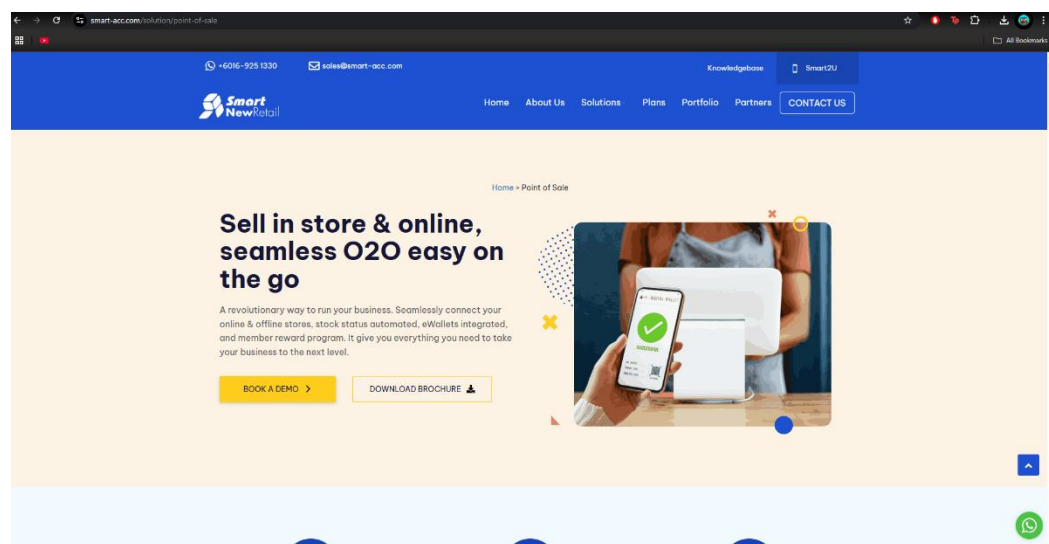 smart-acc.com/solution/point-of-sale
All Bookmarks
+6016-925 1330
sales@smart-acc.com
Knowledgebase
Smart2U
Smart
NewRetail
Home
About Us
Solutions
Plans
Portfolio
Partners
CONTACT US
Home > Point of Sale
Sell in store & online,
seamless O2O easy on
the go
A revolutionary way to run your business. Seamlessly connect your
online & offline stores, stock status automated, eWallets integrated,
and member reward program. It give you everything you need to take
your business to the next level.
BOOK A DEMO
DOWNLOAD BROCHURE